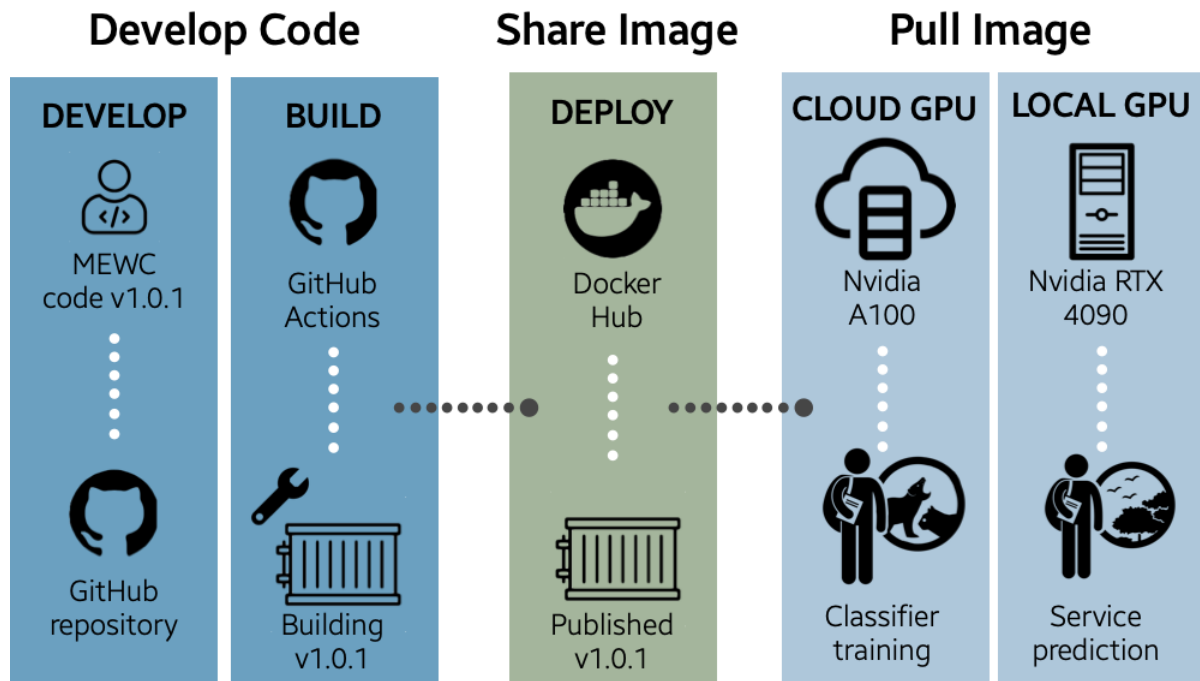 Develop Code
Share Image
Pull Image
DEVELOP
MEWC
code v1.0.1
GitHub
repository
BUILD
GitHub
Actions
Building
v1.0.1
DEPLOY
Docker
Hub
Published
v1.0.1
CLOUD GPU
Nvidia
A100
Classifier
training
LOCAL GPU
Nvidia RTX
4090
Service
prediction